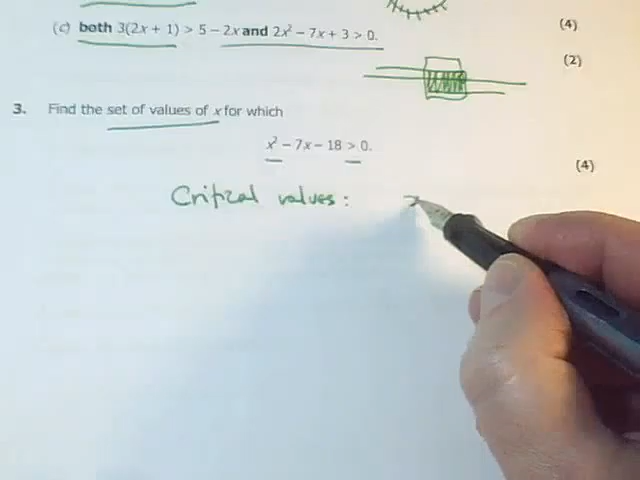 (4)
(c) both 3(2x + 1) > 5 − 2x and 2x² − 7x + 3 > 0.
(2)
3. Find the set of values of x for which
x² − 7x − 18 > 0.
(4)
Critical values: x